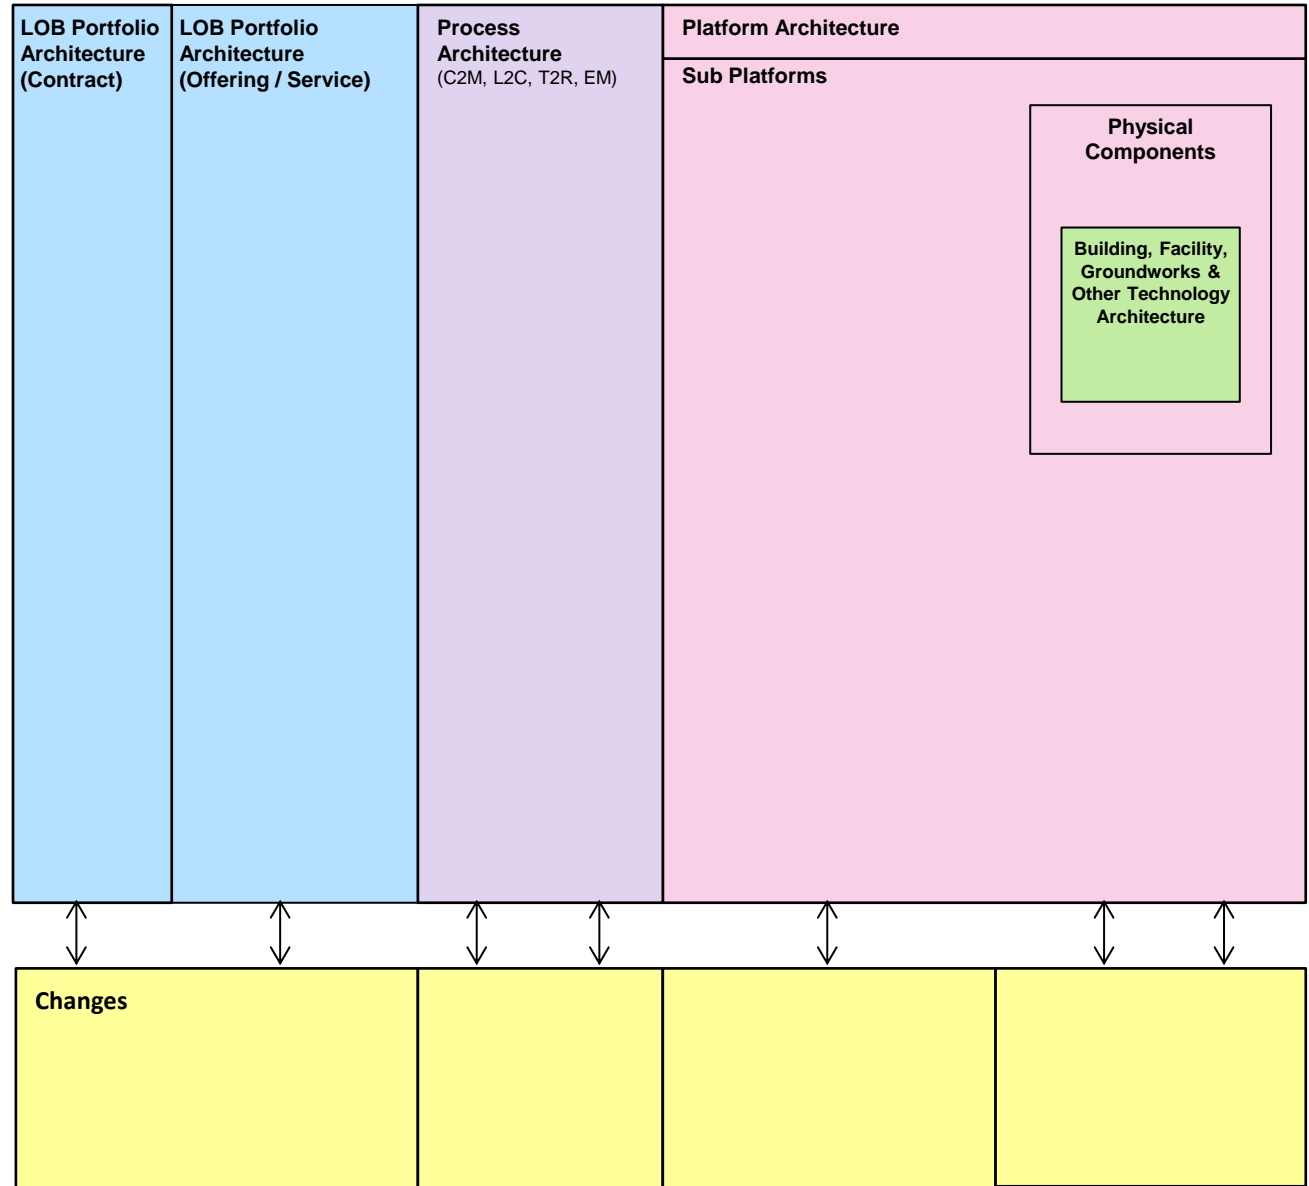 LOB Portfolio
Architecture
(Contract)
LOB Portfolio
Architecture
(Offering / Service)
Process
Architecture
(C2M, L2C, T2R, EM)
Platform Architecture
Sub Platforms
Physical
Components
Building, Facility,
Groundworks &
Other Technology
Architecture
Changes